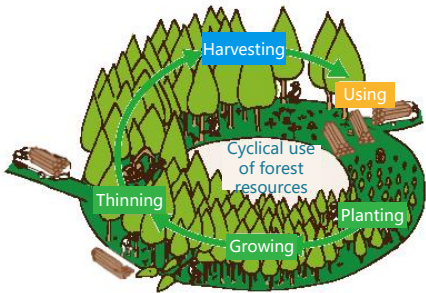 Harvesting
Using
Cyclical use
of forest
resources
Thinning
Planting
Growing